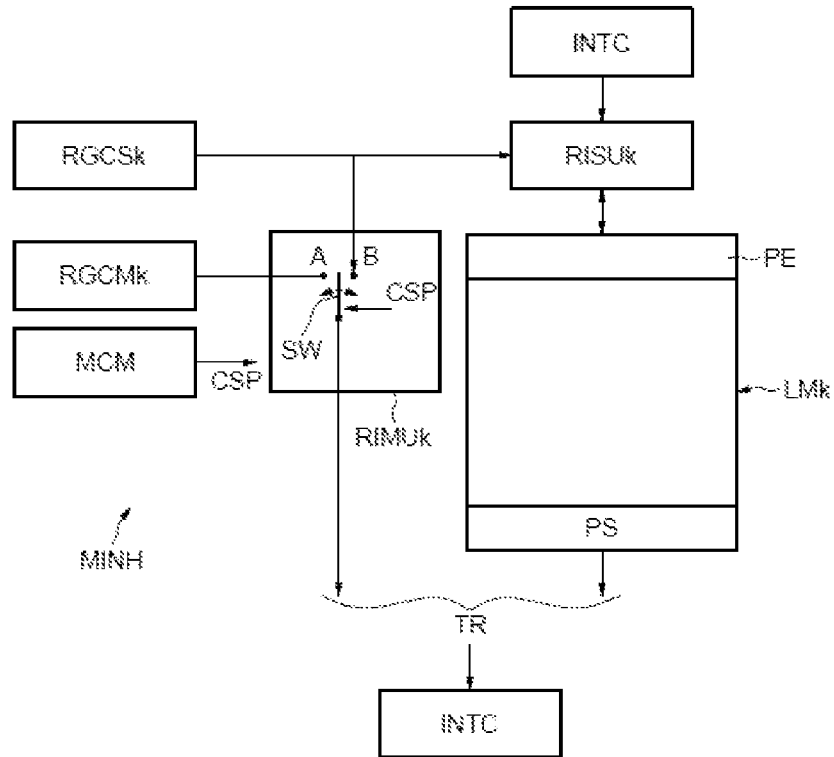 INTC
RGCSk
RISUk
RGCMk
A
B
PE
CSP
SW
MCM
CSP
LMk
RIMUk
PS
MINH
TR
INTC